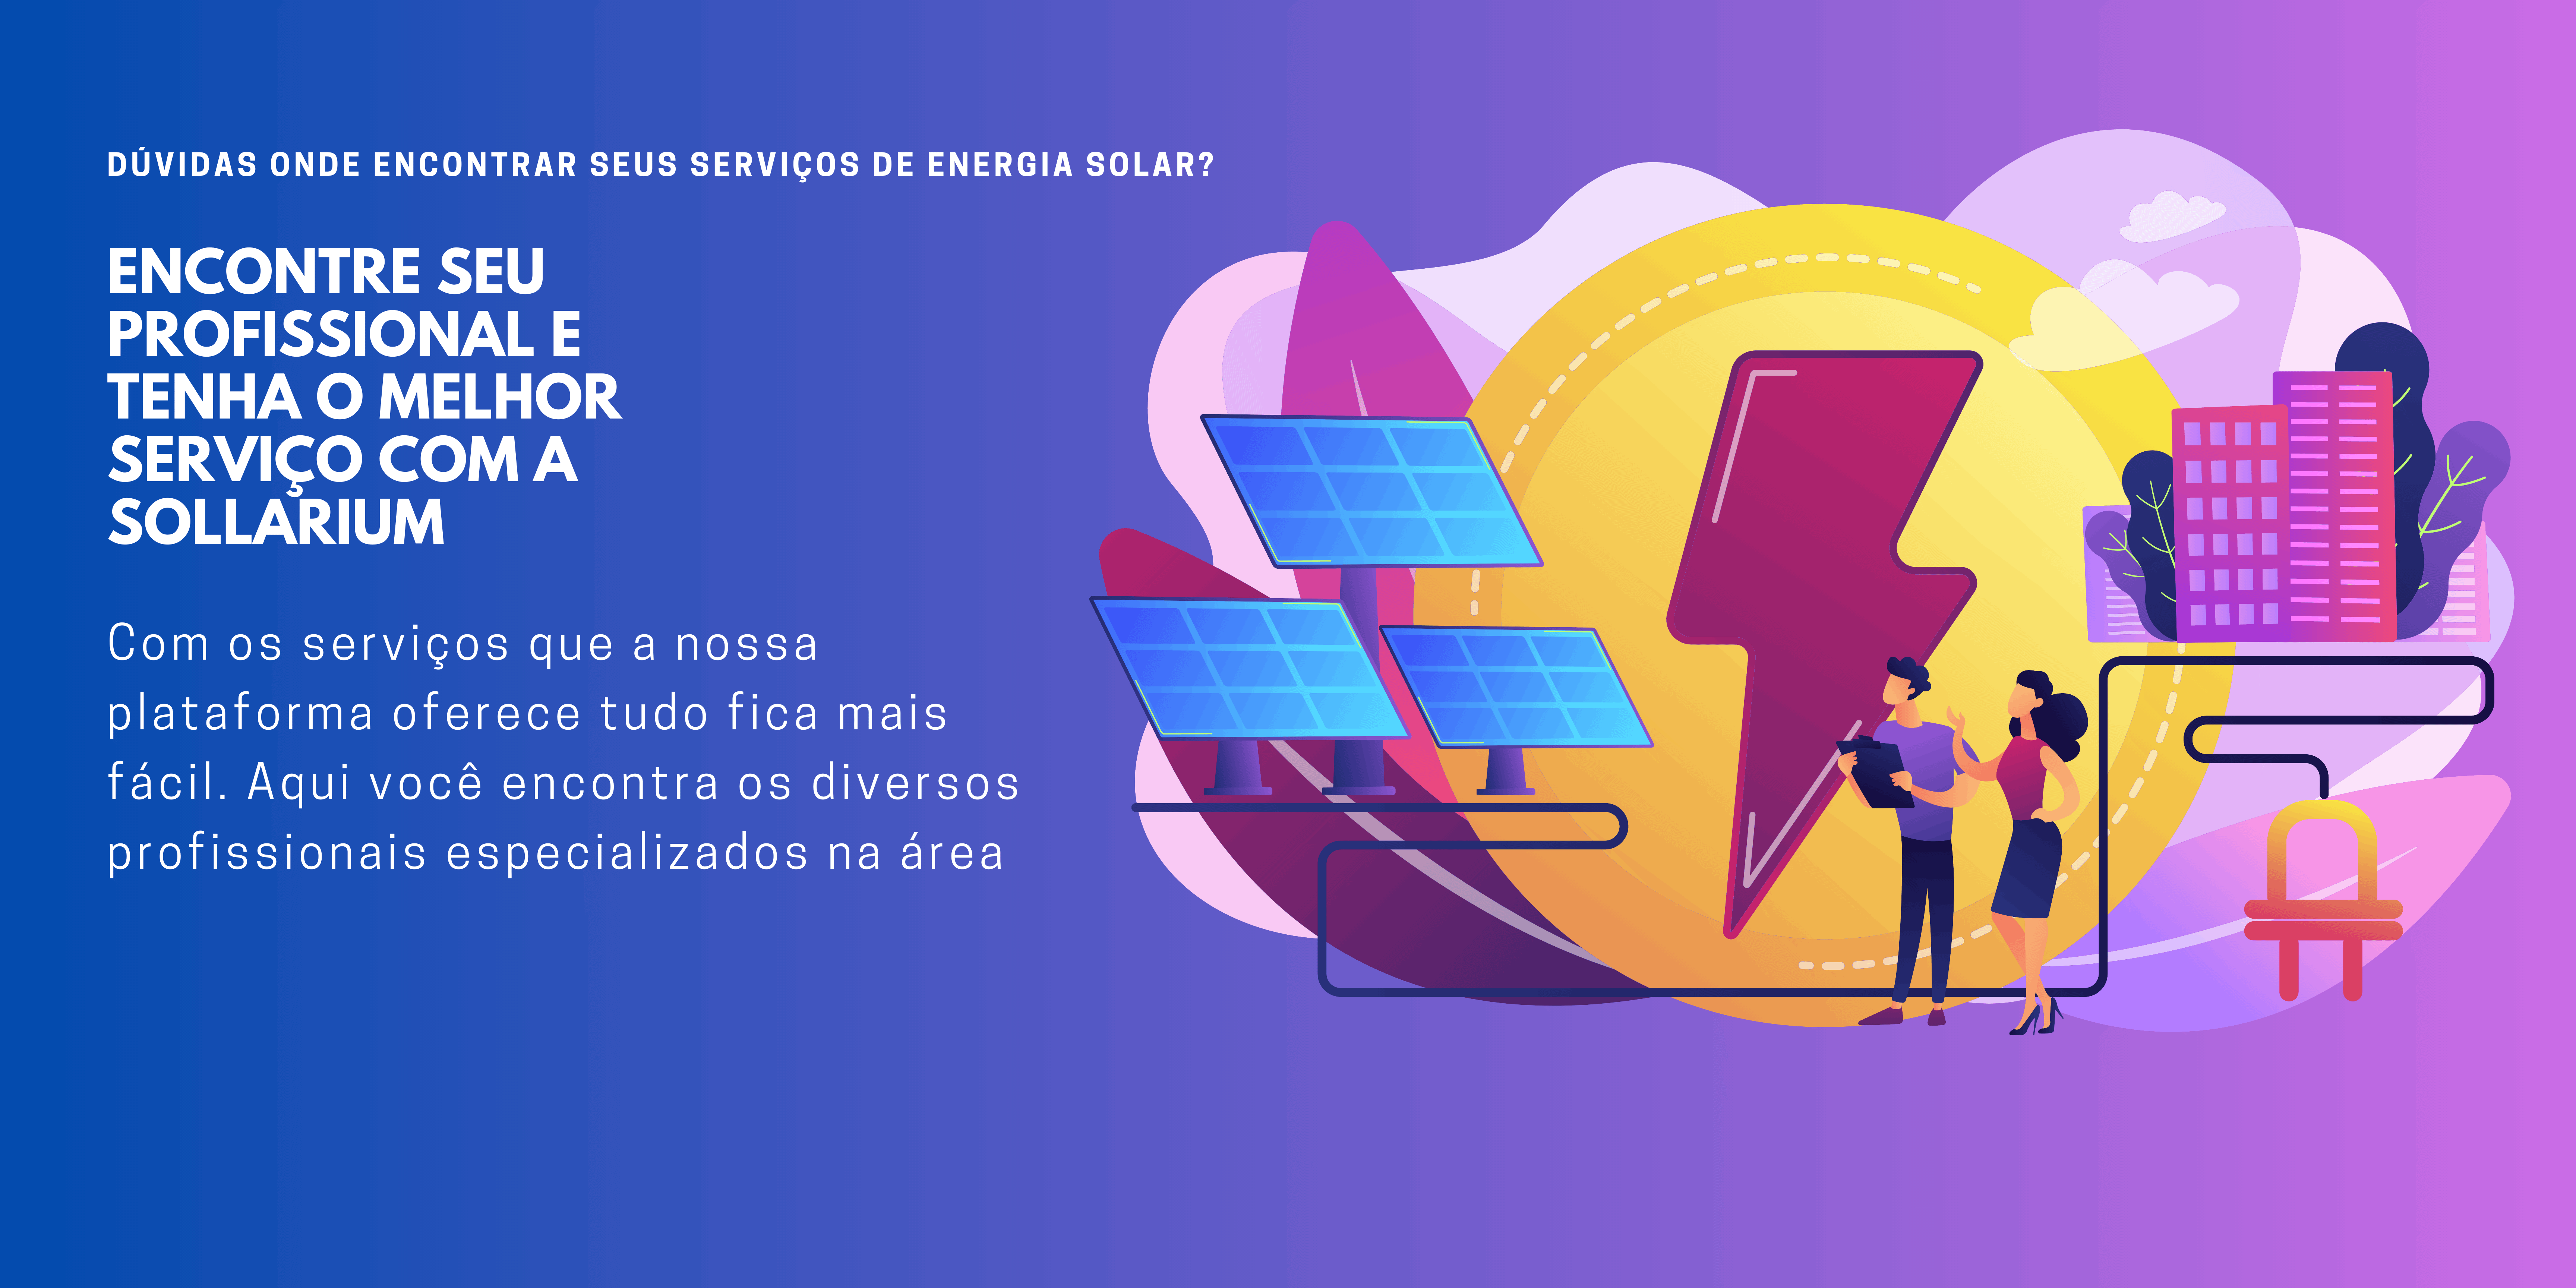 DÚVIDAS ONDE ENCONTRAR SEUS SERVIÇOS DE ENERGIA SOLAR?
ENCONTRE SEU
PROFISSIONAL E
TENHA O MELHOR
SERVIÇO COM A
SOLLARIUM
Com os serviços que a nossa
plataforma oferece tudo fica mais
fácil. Aqui você encontra os diversos
profissionais especializados na área